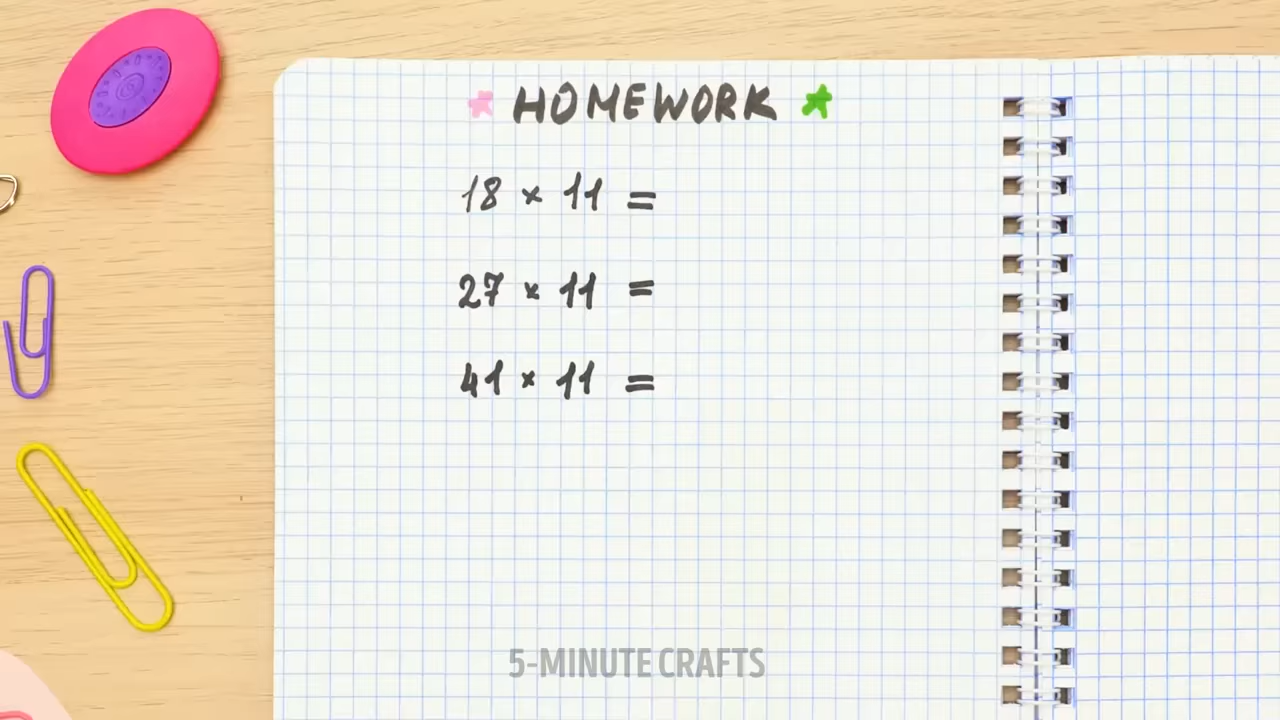 HOMEWORK
18 × 11 =
27 × 11 =
41 × 11 =
5-MINUTE CRAFTS